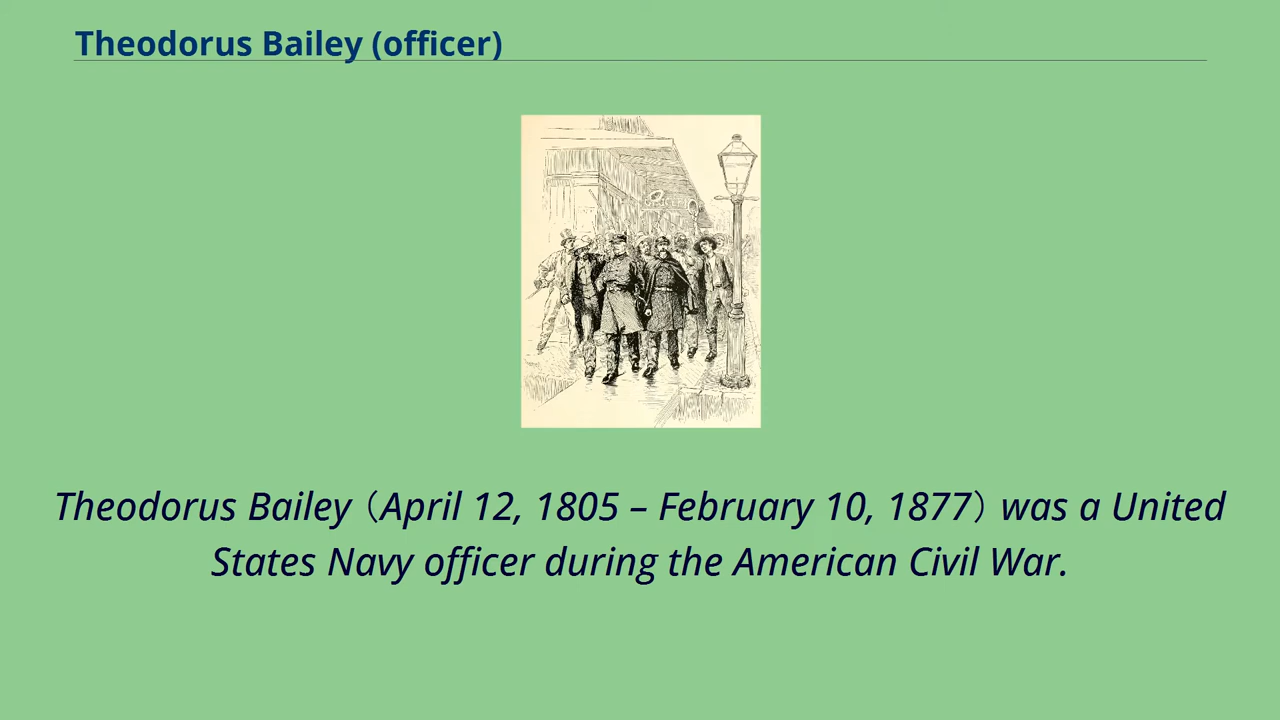 Theodorus Bailey (officer)
Theodorus Bailey (April 12, 1805 – February 10, 1877) was a United
States Navy officer during the American Civil War.